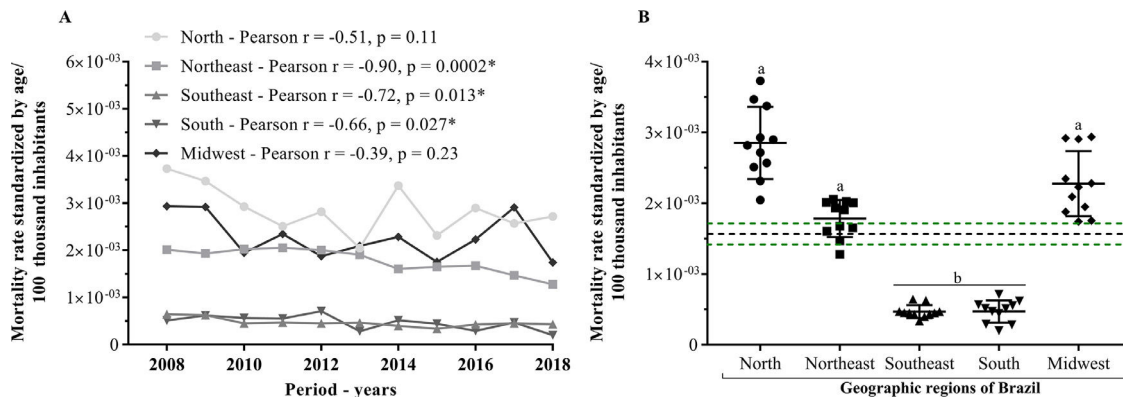 A
North - Pearson r = -0.51, p = 0.11
Northeast - Pearson r = -0.90, p = 0.0002*
Southeast - Pearson r = -0.72, p = 0.013*
South - Pearson r = -0.66, p = 0.027*
Midwest - Pearson r = -0.39, p = 0.23
Mortality rate standardized by age/
100 thousand inhabitants
6×10⁻⁰³
5×10⁻⁰³
4×10⁻⁰³
3×10⁻⁰³
2×10⁻⁰³
1×10⁻⁰³
0
2008 2010 2012 2014 2016 2018
Period - years
B
Mortality rate standardized by age/
100 thousand inhabitants
4×10⁻⁰³
3×10⁻⁰³
2×10⁻⁰³
1×10⁻⁰³
0
a
a
b
a
North Northeast Southeast South Midwest
Geographic regions of Brazil